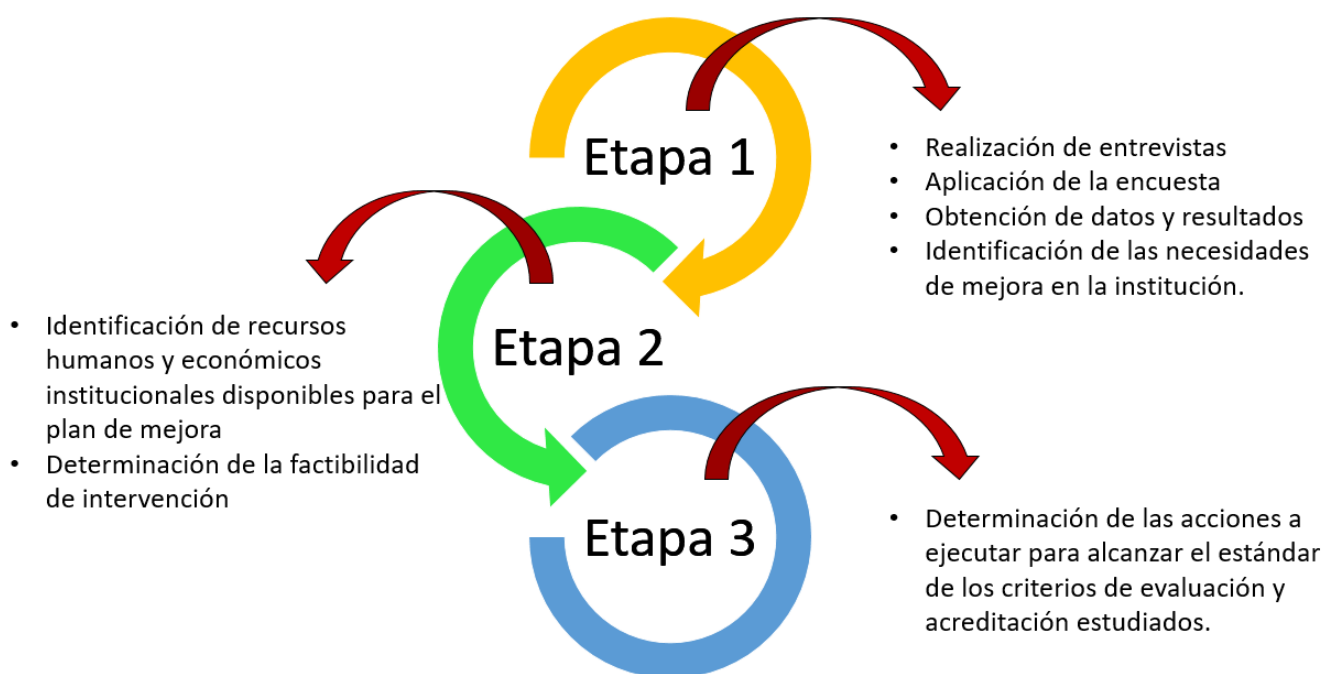 Etapa 1
• Realización de entrevistas
• Aplicación de la encuesta
• Obtención de datos y resultados
• Identificación de las necesidades
de mejora en la institución.
Etapa 2
• Identificación de recursos
humanos y económicos
institucionales disponibles para el
plan de mejora
• Determinación de la factibilidad
de intervención
Etapa 3
• Determinación de las acciones a
ejecutar para alcanzar el estándar
de los criterios de evaluación y
acreditación estudiados.